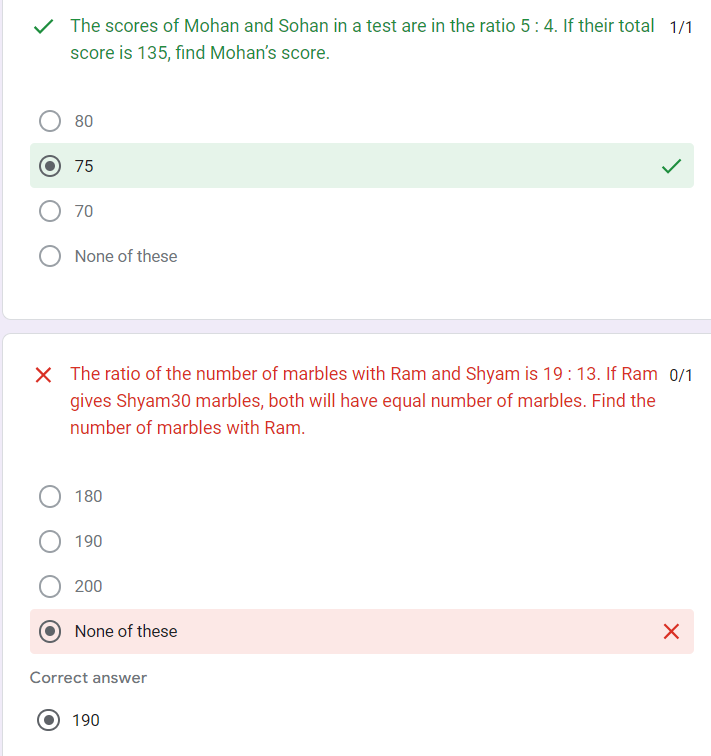 The scores of Mohan and Sohan in a test are in the ratio 5 : 4. If their total 1/1
score is 135, find Mohan’s score.
80
75
70
None of these
The ratio of the number of marbles with Ram and Shyam is 19 : 13. If Ram 0/1
gives Shyam30 marbles, both will have equal number of marbles. Find the
number of marbles with Ram.
180
190
200
None of these
Correct answer
190